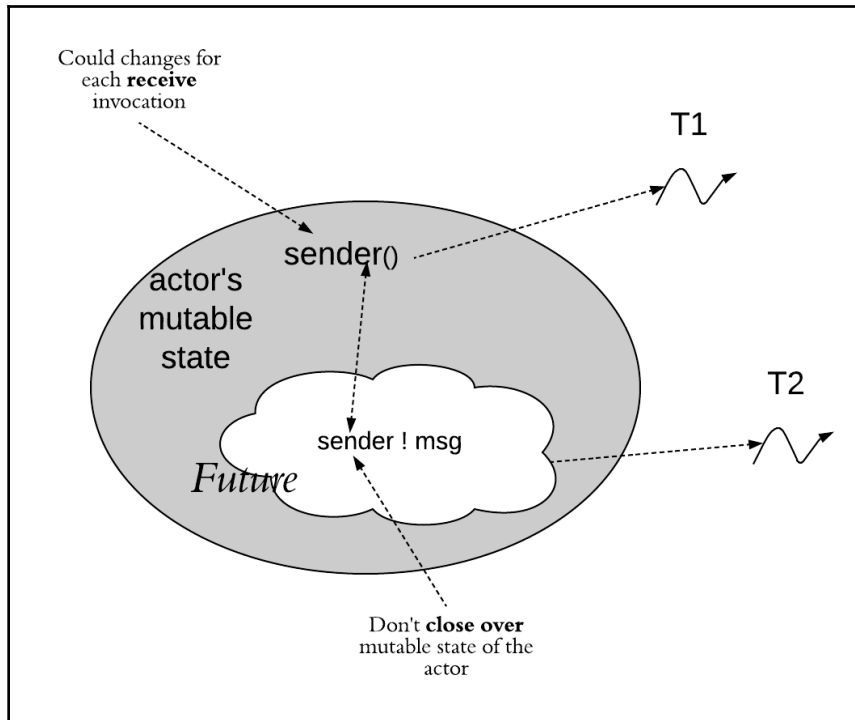 Could changes for
each receive
invocation
T1
sender()
actor's
mutable
state
T2
sender ! msg
Future
Don't close over
mutable state of the
actor